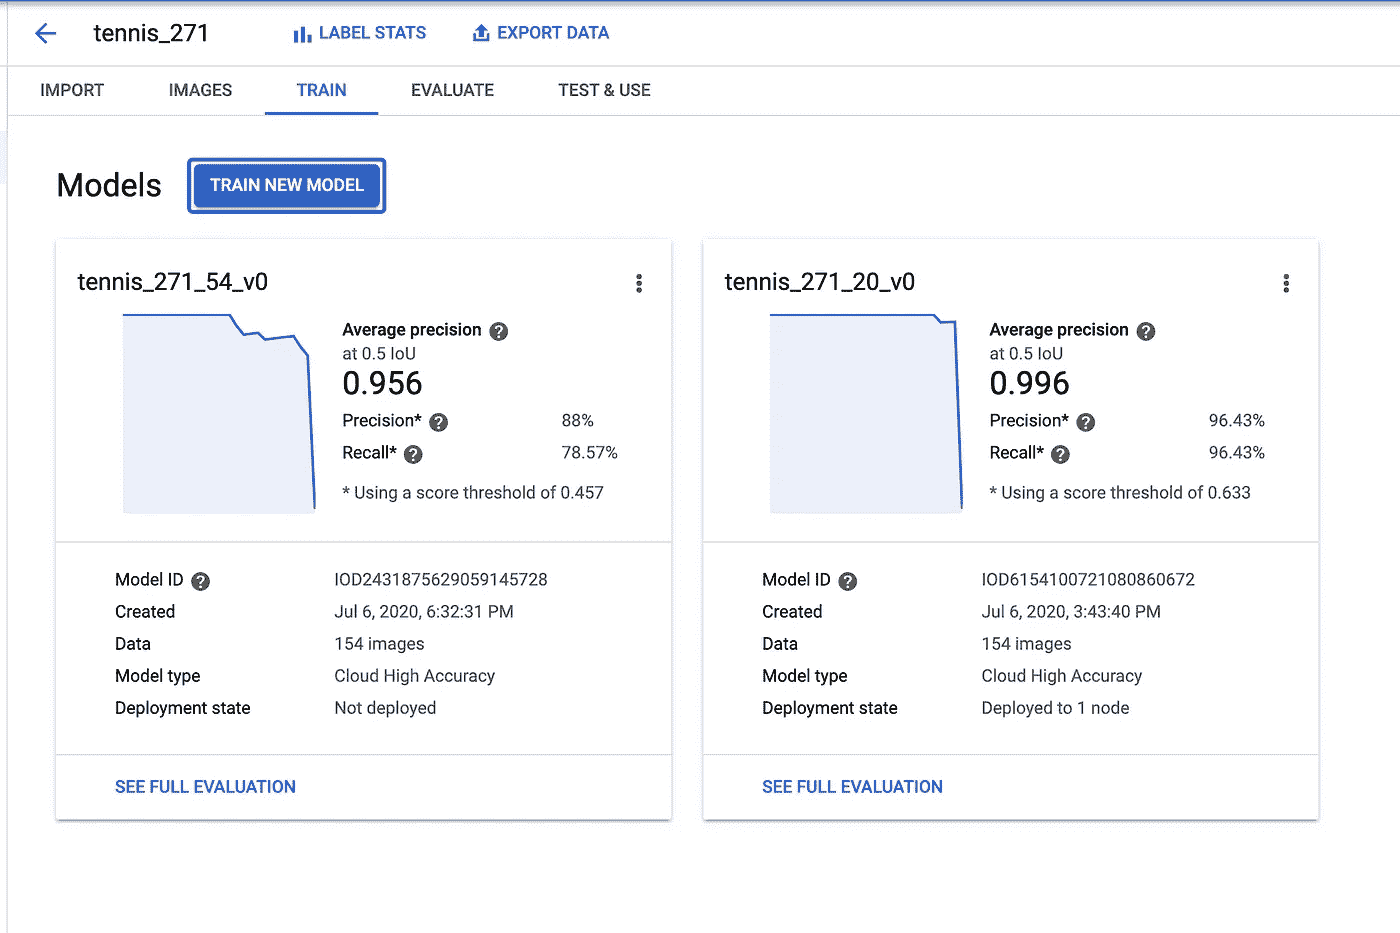 tennis_271 LABEL STATS EXPORT DATA
IMPORT IMAGES TRAIN EVALUATE TEST & USE
Models TRAIN NEW MODEL
tennis_271_54_v0
Average precision ?
at 0.5 IoU
0.956
Precision* ? 88%
Recall* ? 78.57%
* Using a score threshold of 0.457
Model ID ? IOD2431875629059145728
Created Jul 6, 2020, 6:32:31 PM
Data 154 images
Model type Cloud High Accuracy
Deployment state Not deployed
SEE FULL EVALUATION
tennis_271_20_v0
Average precision ?
at 0.5 IoU
0.996
Precision* ? 96.43%
Recall* ? 96.43%
* Using a score threshold of 0.633
Model ID ? IOD6154100721080860672
Created Jul 6, 2020, 3:43:40 PM
Data 154 images
Model type Cloud High Accuracy
Deployment state Deployed to 1 node
SEE FULL EVALUATION